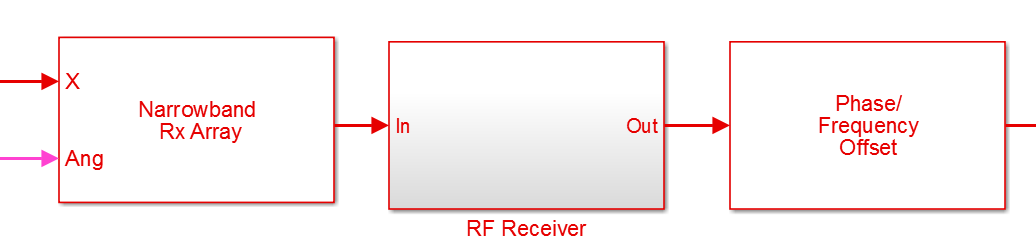 X
Ang
Narrowband
Rx Array
In
Out
RF Receiver
Phase/
Frequency
Offset